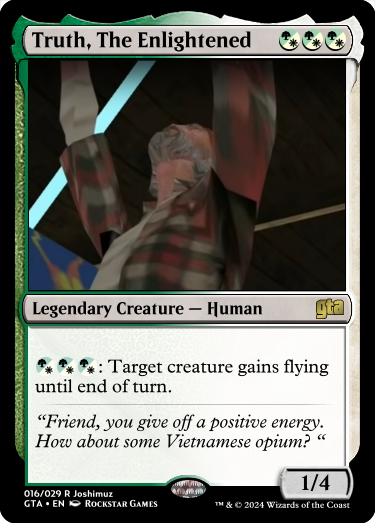 Truth, The Enlightened
gta
Legendary Creature — Human
: Target creature gains flying
until end of turn.
“Friend, you give off a positive energy.
How about some Vietnamese opium? “
1/4
016/029 R Joshimuz
GTA • EN Rockstar Games
™ & © 2024 Wizards of the Coast